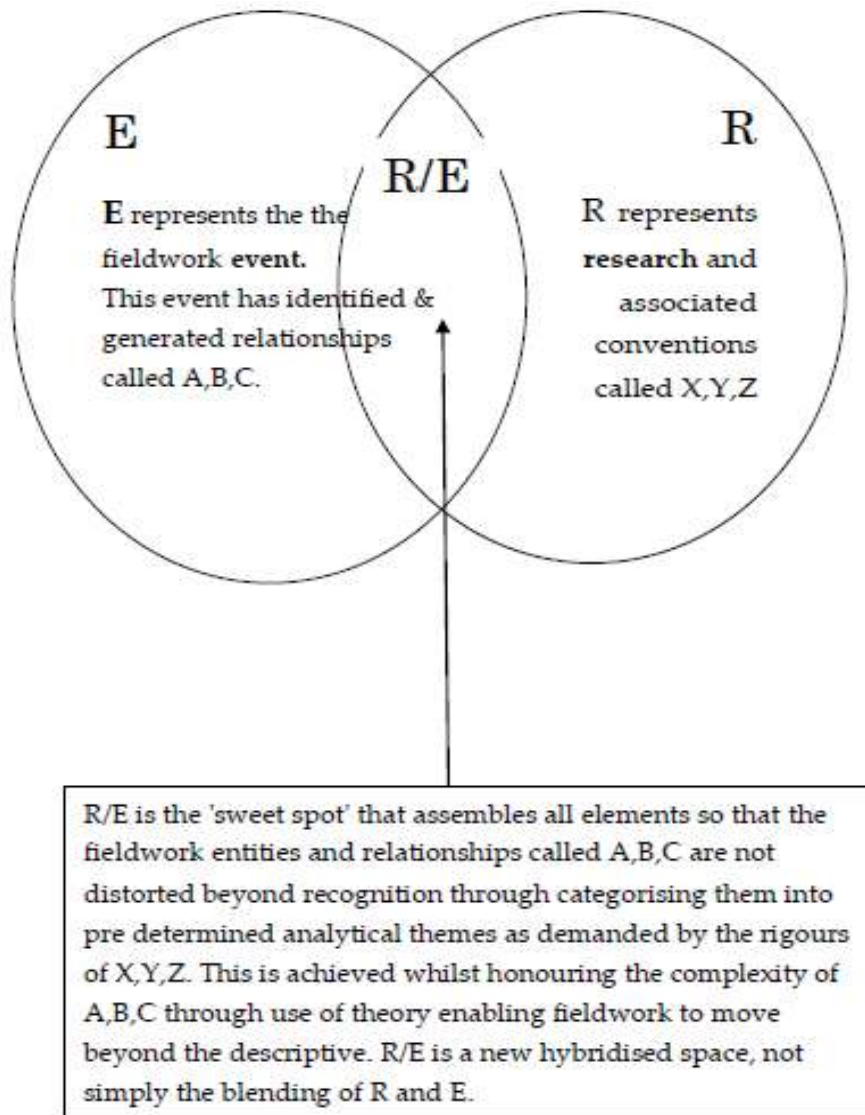 E
R
R/E
E represents the the
fieldwork event.
This event has identified &
generated relationships
called A,B,C.
R represents
research and
associated
conventions
called X,Y,Z
R/E is the 'sweet spot' that assembles all elements so that the
fieldwork entities and relationships called A,B,C are not
distorted beyond recognition through categorising them into
pre determined analytical themes as demanded by the rigours
of X,Y,Z. This is achieved whilst honouring the complexity of
A,B,C through use of theory enabling fieldwork to move
beyond the descriptive. R/E is a new hybridised space, not
simply the blending of R and E.